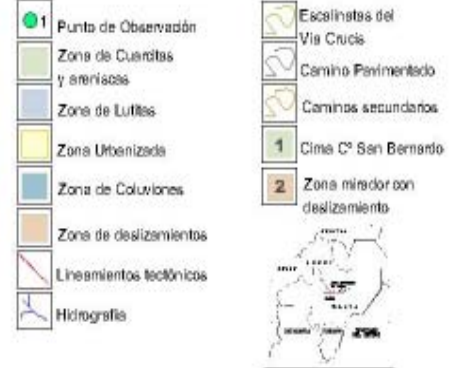 1 Punto de Observación
Zona de Cuarcitas
y areniscas
Zona de Lutitas
Zona Urbanizada
Zona de Coluviones
Zona de deslizamientos
Lineamientos tectónicos
Hidrografía
Escalinatas del
Via Crucis
Camino Pavimentado
Caminos secundarios
1 Cima Cº San Bernardo
2 Zona mirador con
deslizamiento